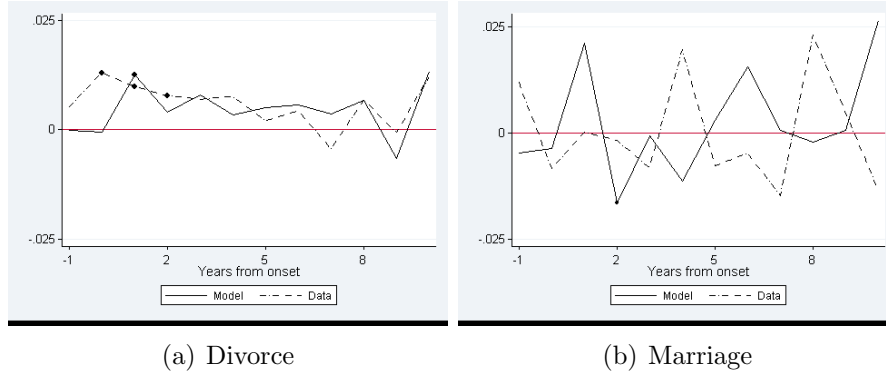 .025
0
-.025
-1 2 5 8
Years from onset
Model Data
(a) Divorce
.025
0
-.025
-1 2 5 8
Years from onset
Model Data
(b) Marriage